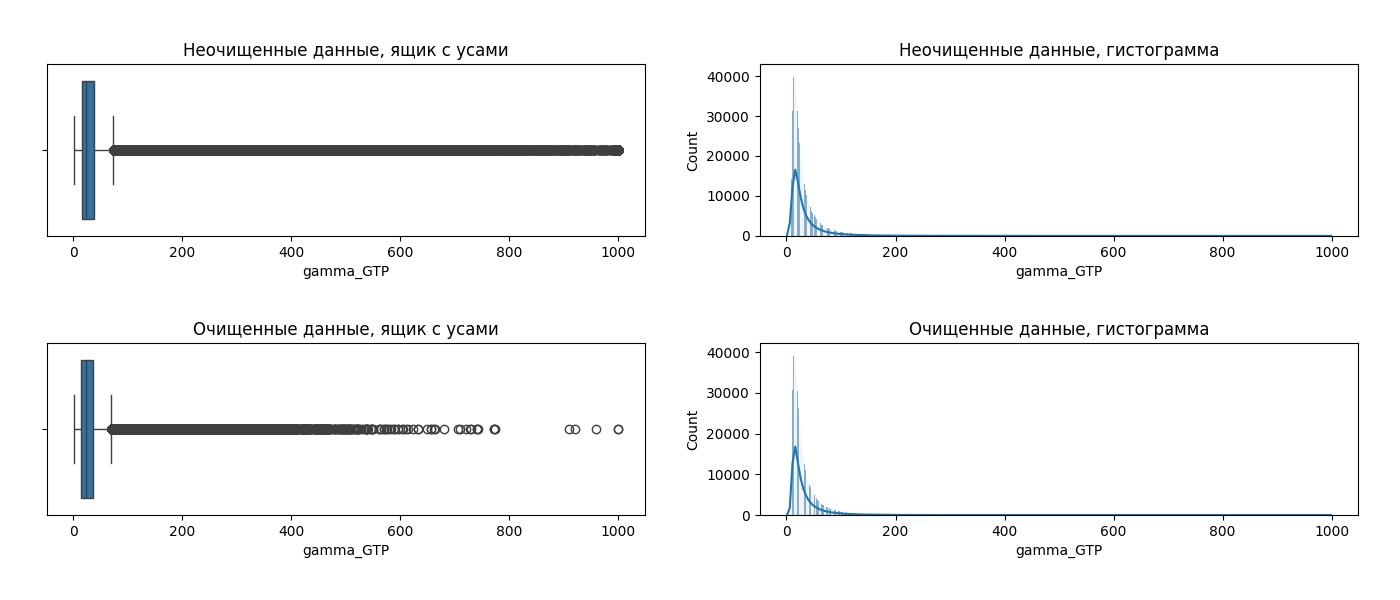 Неочищенные данные, ящик с усами
0 200 400 600 800 1000
gamma_GTP
Неочищенные данные, гистограмма
Count
40000
30000
20000
10000
0
0 200 400 600 800 1000
gamma_GTP
Очищенные данные, ящик с усами
0 200 400 600 800 1000
gamma_GTP
Очищенные данные, гистограмма
Count
40000
30000
20000
10000
0
0 200 400 600 800 1000
gamma_GTP